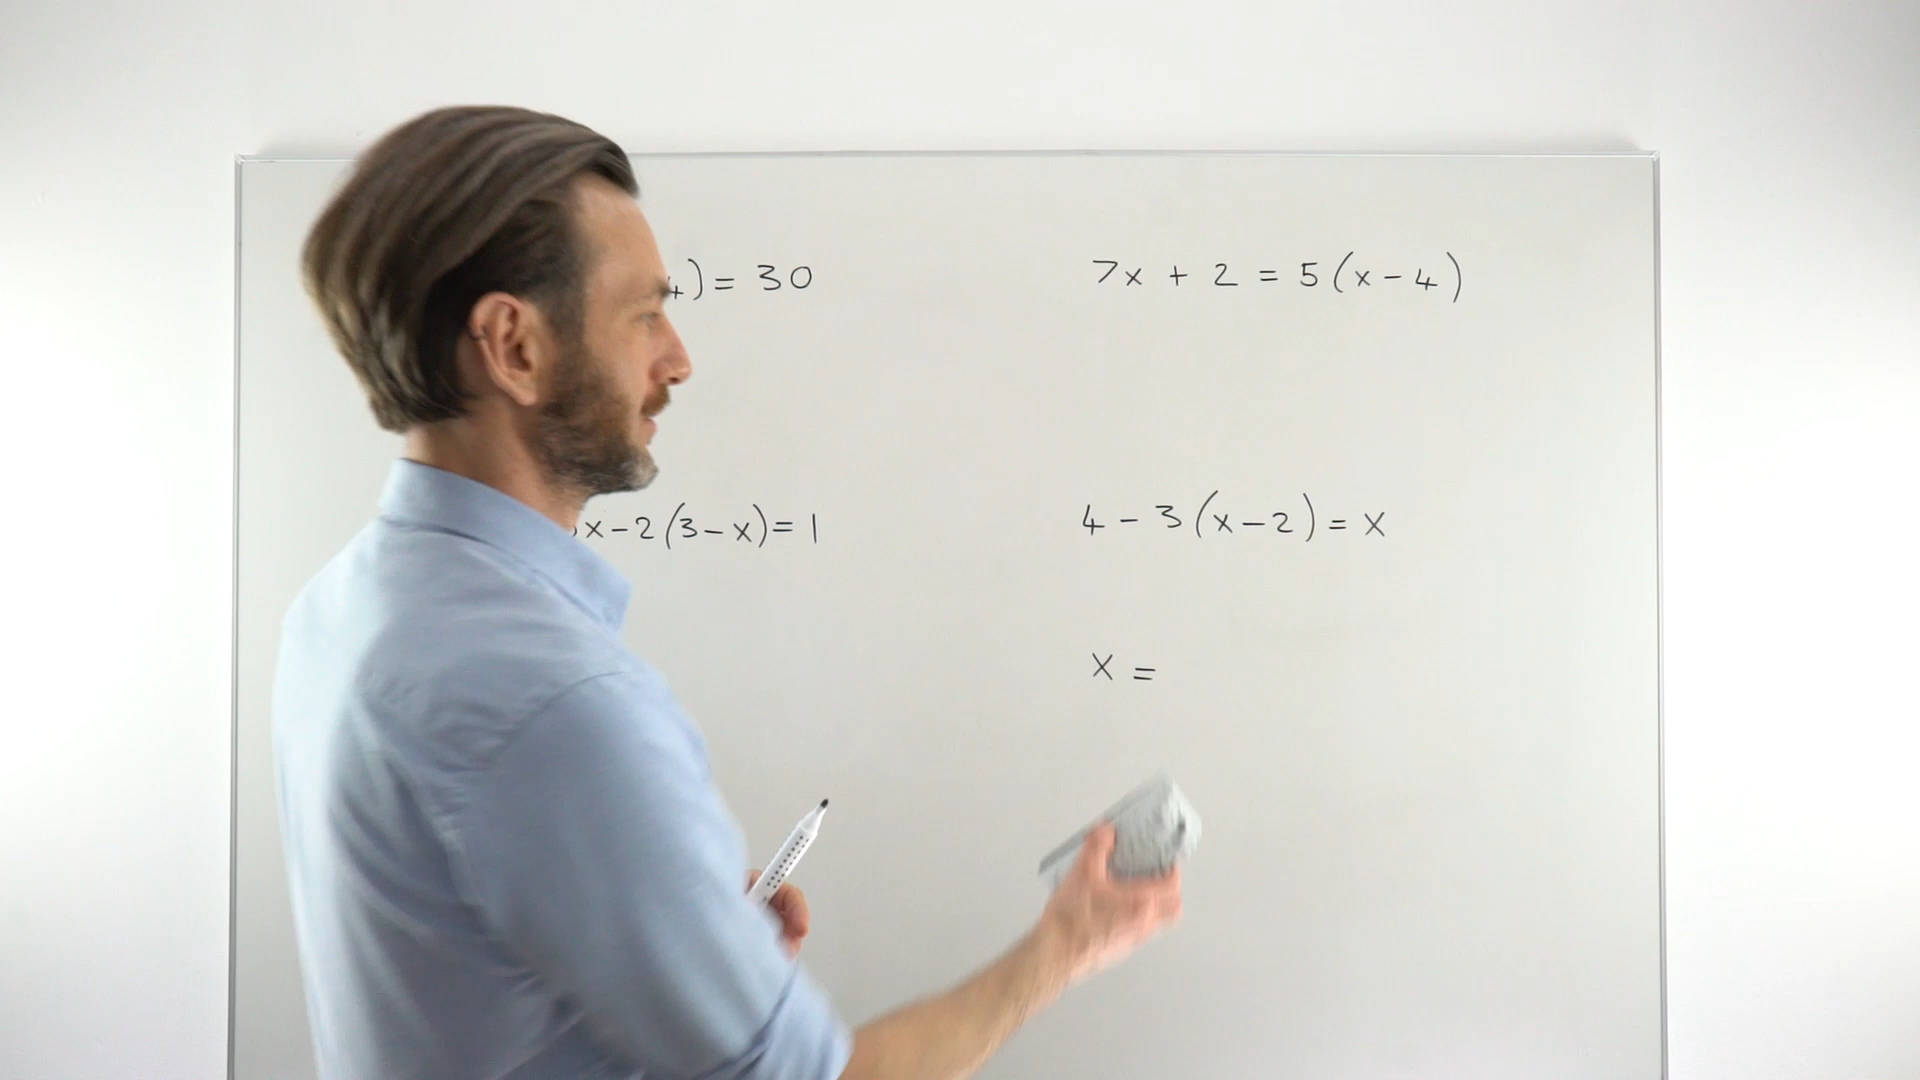 4) = 30
7x + 2 = 5(x - 4)
x - 2(3 - x) = 1
4 - 3(x - 2) = x
x =